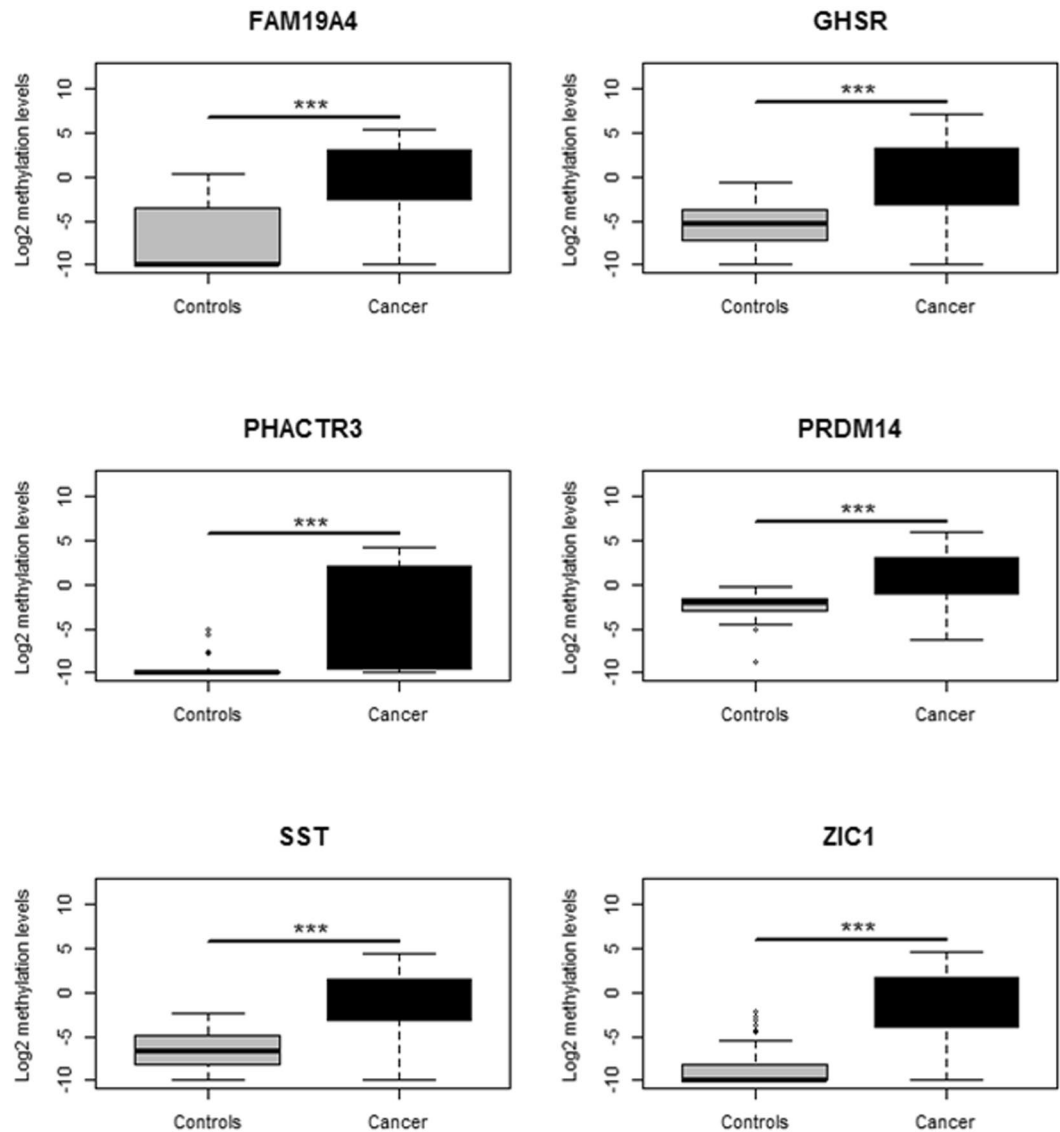 FAM19A4
GHSR
Log2 methylation levels
10
5
0
-5
-10
***
Controls
Cancer
Log2 methylation levels
10
5
0
-5
-10
***
Controls
Cancer
PHACTR3
PRDM14
Log2 methylation levels
10
5
0
-5
-10
***
Controls
Cancer
Log2 methylation levels
10
5
0
-5
-10
***
Controls
Cancer
SST
ZIC1
Log2 methylation levels
10
5
0
-5
-10
***
Controls
Cancer
Log2 methylation levels
10
5
0
-5
-10
***
Controls
Cancer